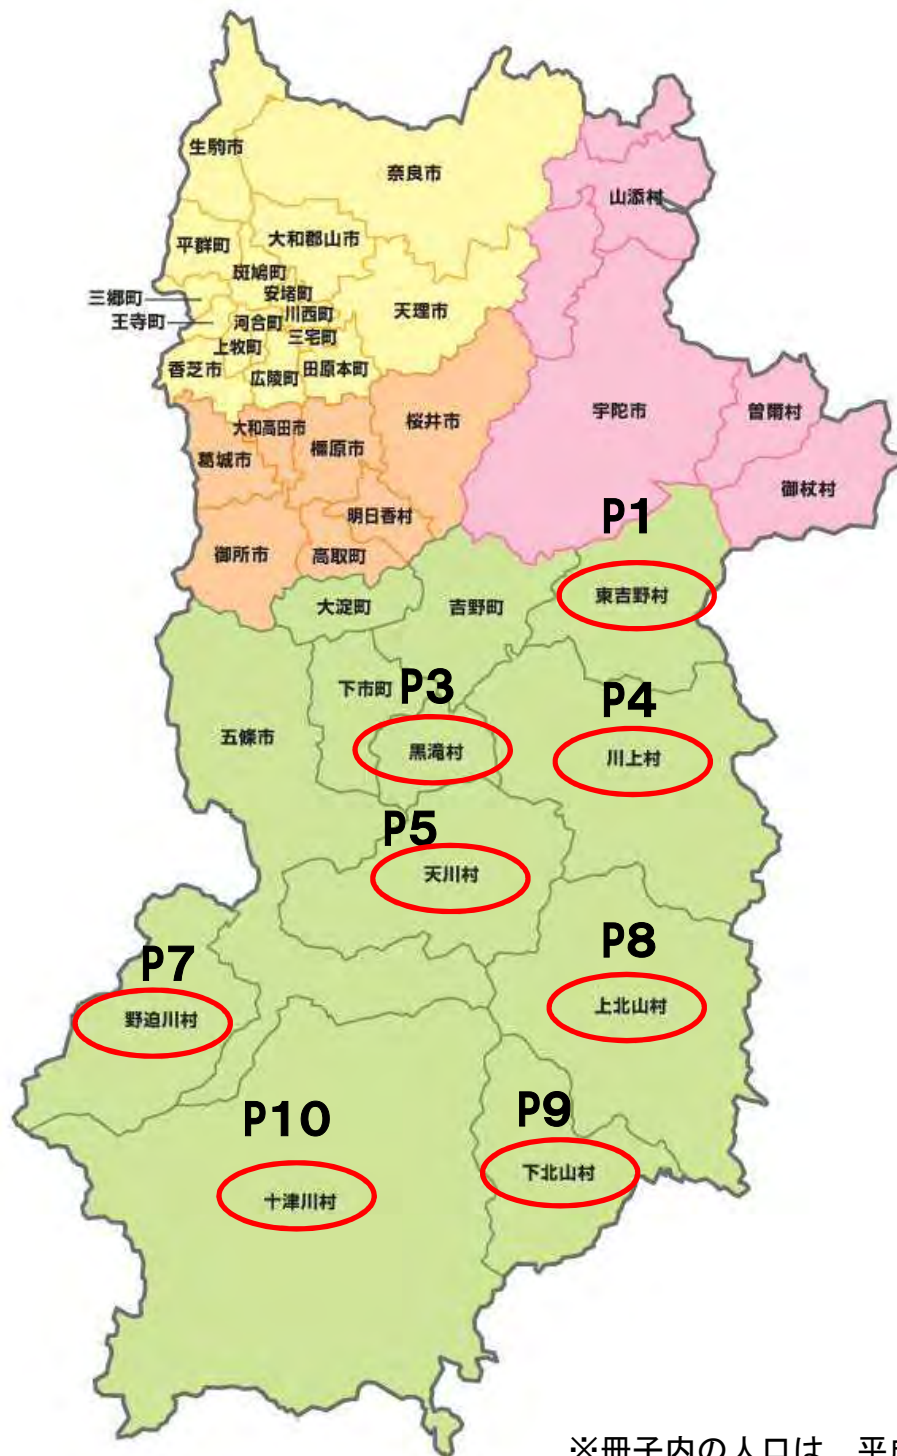 生駒市
奈良市
山添村
平群町
大和郡山市
斑鳩町
安堵町
三郷町
川西町
天理市
王寺町
河合町
三宅町
上牧町
香芝市
広陵町
田原本町
宇陀市
曽爾村
桜井市
大和高田市
橿原市
葛城市
御杖村
明日香村
P1
御所市
高取町
東吉野村
大淀町
吉野町
下市町
P3
P4
五條市
黒滝村
川上村
P5
天川村
P8
P7
上北山村
野迫川村
P9
P10
下北山村
十津川村
※冊子内の人口は、平